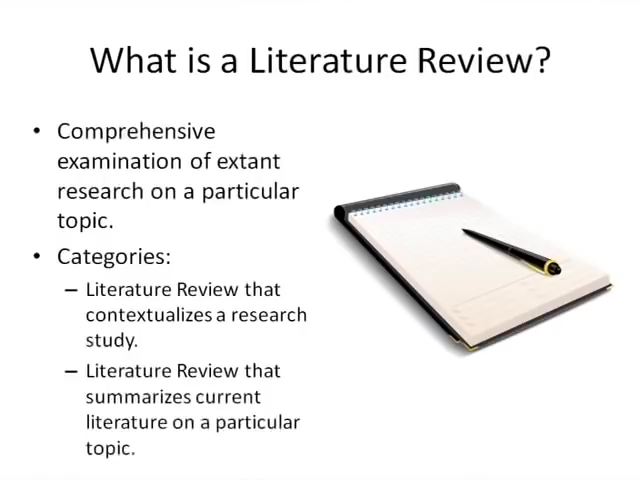 What is a Literature Review?
• Comprehensive
examination of extant
research on a particular
topic.
• Categories:
– Literature Review that
contextualizes a research
study.
– Literature Review that
summarizes current
literature on a particular
topic.